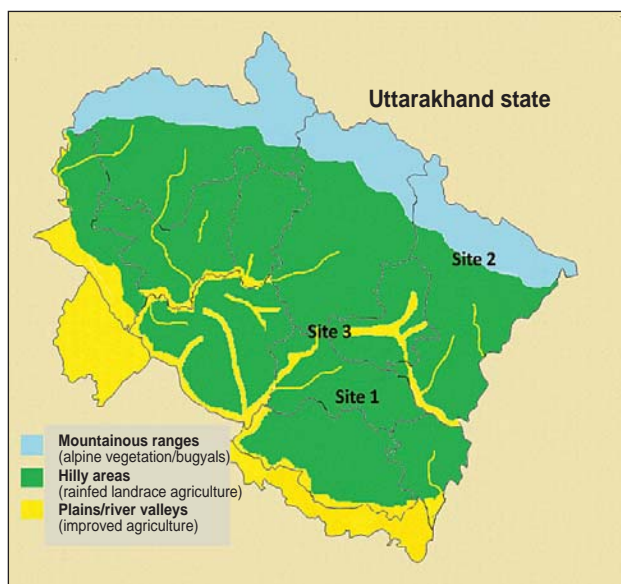 Uttarakhand state
Site 2
Site 3
Site 1
Mountainous ranges
(alpine vegetation/bugyals)
Hilly areas
(rainfed landrace agriculture)
Plains/river valleys
(improved agriculture)